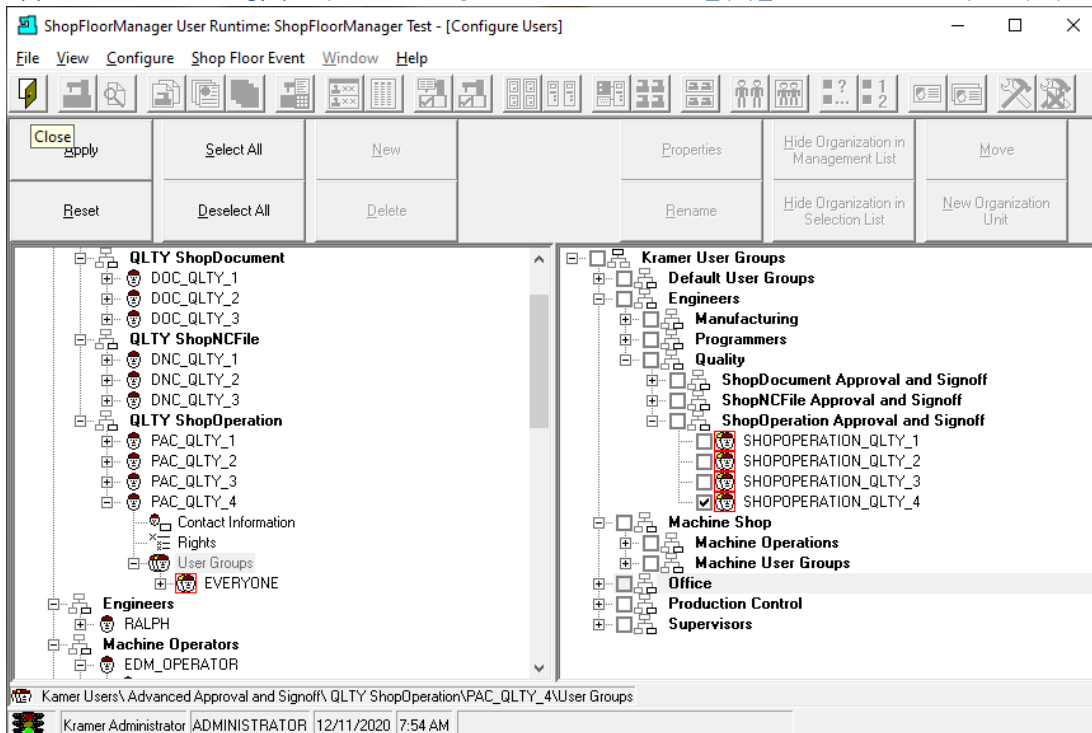 ShopFloorManager User Runtime: ShopFloorManager Test - [Configure Users]
File View Configure Shop Floor Event Window Help
Close
Apply Select All New Properties Hide Organization in Management List Move
Reset Deselect All Delete Rename Hide Organization in Selection List New Organization Unit
QLTY ShopDocument
DOC_QLTY_1
DOC_QLTY_2
DOC_QLTY_3
QLTY ShopNCFile
DNC_QLTY_1
DNC_QLTY_2
DNC_QLTY_3
QLTY ShopOperation
PAC_QLTY_1
PAC_QLTY_2
PAC_QLTY_3
PAC_QLTY_4
Contact Information
Rights
User Groups
EVERYONE
Engineers
RALPH
Machine Operators
EDM_OPERATOR
Kramer User Groups
Default User Groups
Engineers
Manufacturing
Programmers
Quality
ShopDocument Approval and Signoff
ShopNCFile Approval and Signoff
ShopOperation Approval and Signoff
SHOPOPERATION_QLTY_1
SHOPOPERATION_QLTY_2
SHOPOPERATION_QLTY_3
SHOPOPERATION_QLTY_4
Machine Shop
Machine Operations
Machine User Groups
Office
Production Control
Supervisors
Kamer Users\ Advanced Approval and Signoff\ QLTY ShopOperation\PAC_QLTY_4\User Groups
Kramer Administrator ADMINISTRATOR 12/11/2020 7:54 AM